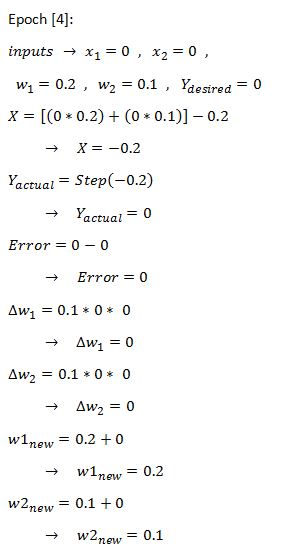 Epoch [4]:
inputs → x₁ = 0 , x₂ = 0 ,
w₁ = 0.2 , w₂ = 0.1 , Y_desired = 0
X = [(0 * 0.2) + (0 * 0.1)] − 0.2
→ X = −0.2
Y_actual = Step(−0.2)
→ Y_actual = 0
Error = 0 − 0
→ Error = 0
Δw₁ = 0.1 * 0 * 0
→ Δw₁ = 0
Δw₂ = 0.1 * 0 * 0
→ Δw₂ = 0
w1_new = 0.2 + 0
→ w1_new = 0.2
w2_new = 0.1 + 0
→ w2_new = 0.1